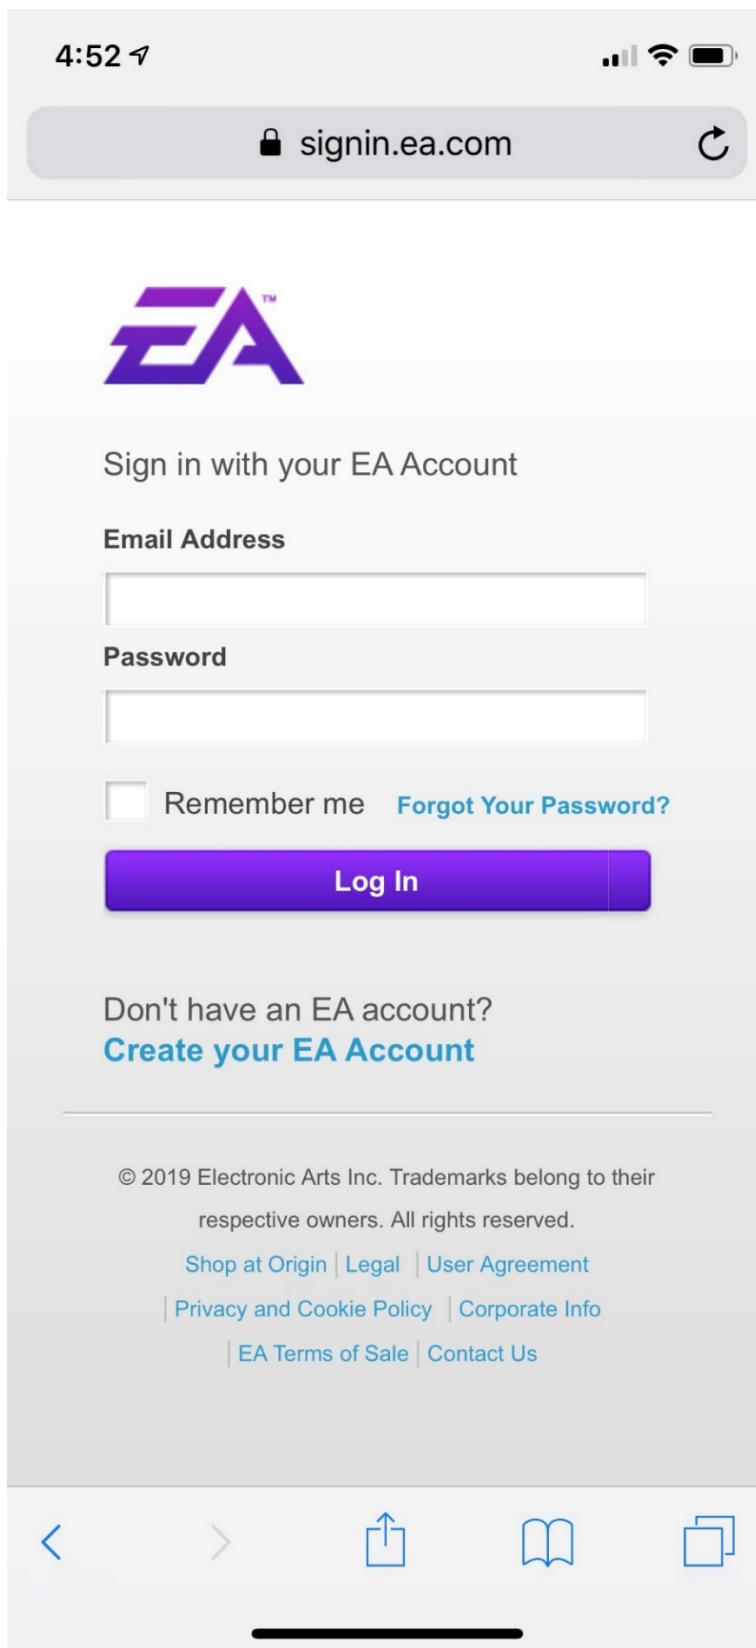 4:52
signin.ea.com
EA™
Sign in with your EA Account
Email Address
Password
Remember me Forgot Your Password?
Log In
Don't have an EA account?
Create your EA Account
© 2019 Electronic Arts Inc. Trademarks belong to their
respective owners. All rights reserved.
Shop at Origin | Legal | User Agreement
| Privacy and Cookie Policy | Corporate Info
| EA Terms of Sale | Contact Us